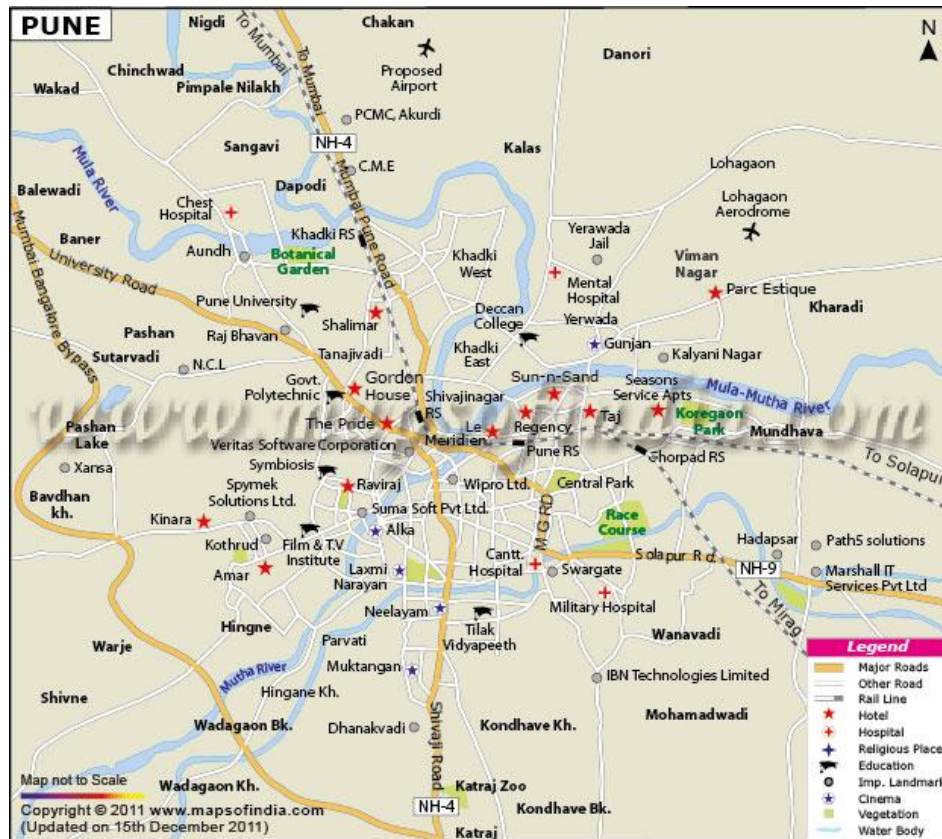 PUNE
Nigdi
Chakan
N
To Mumbai
To Mumbai
Danori
Chinchwad
Proposed
Airport
Wakad
Pimpale Nilakh
PCMC, Akurdi
NH-4
Sangavi
Kalas
C.M.E
Lohagaon
Mula River
Dapodi
Mumbai Pune Road
Balewadi
Chest
Hospital
Lohagaon
Aerodrome
Khadki RS
Yerawada
Jail
Baner
Aundh
Botanical
Garden
Khadki
West
Viman
Nagar
Mumbai Bangalore Bypass
University Road
Mental
Hospital
Parc Estique
Pune University
Deccan
College
Yerwada
Kharadi
Shalimar
Pashan
Raj Bhavan
Gunjan
Khadki
East
Kalyani Nagar
Sutarvadi
Tanajivadi
N.C.L
Sun-n-Sand
Mula-Mutha River
Govt.
Polytechnic
Gordon
House
Shivajinagar
RS
Seasons
Service Apts
www.mapsofindia.com
Pashan
Lake
The Pride
Le
Meridien
Regency
Taj
Koregaon
Park
Mundhava
Veritas Software Corporation
Pune RS
Ghorpad RS
To Solapur
Xansa
Symbiosis
Bavdhan
kh.
Spymek
Solutions Ltd.
Raviraj
Wipro Ltd.
Central Park
Kinara
Suma Soft Pvt Ltd.
M G RD
Race
Course
Alka
Kothrud
Film & T.V
Institute
Cantt.
Hospital
Solapur Rd.
Hadapsar
Path5 solutions
Amar
Laxmi
Narayan
Swargate
NH-9
Marshall IT
Services Pvt Ltd
Neelayam
Military Hospital
To Mirag
Hingne
Tilak
Vidyapeeth
Wanavadi
Warje
Parvati
Mutha River
Muktangan
IBN Technologies Limited
Shivne
Hingane Kh.
Shivaji Road
Wadagaon Bk.
Dhanakvadi
Kondhave Kh.
Mohamadwadi
Wadagaon Kh.
Katraj Zoo
NH-4
Kondhave Bk.
Katraj
Legend
Major Roads
Other Road
Rail Line
Hotel
Hospital
Religious Place
Education
Imp. Landmark
Cinema
Vegetation
Water Body
Map not to Scale
Copyright © 2011 www.mapsofindia.com
(Updated on 15th December 2011)